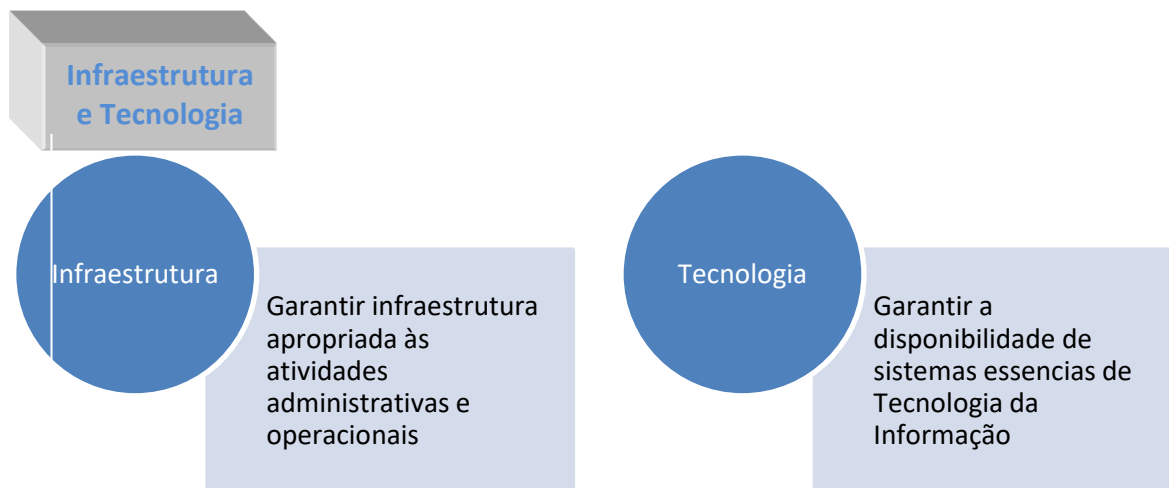 Infraestrutura
e Tecnologia
Infraestrutura
Garantir infraestrutura
apropriada às
atividades
administrativas e
operacionais
Tecnologia
Garantir a
disponibilidade de
sistemas essencias de
Tecnologia da
Informação